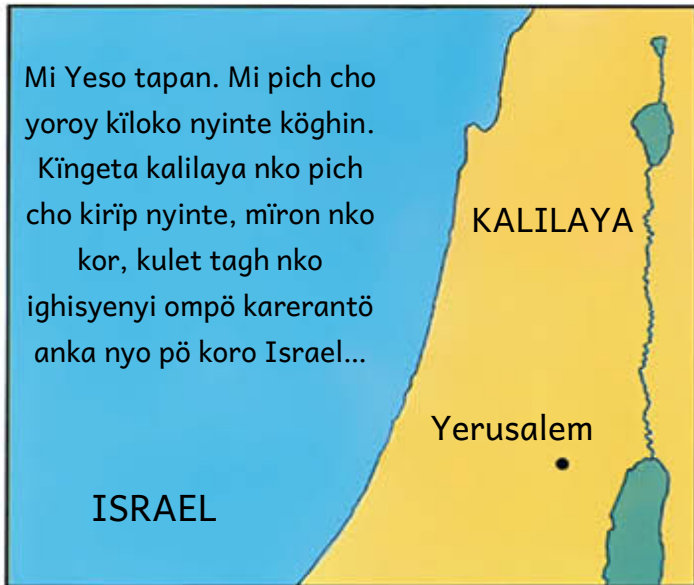 Mi Yeso tapan. Mi pich cho
yoroy kïloko nyinte köghin.
Kïngeta kalilaya nko pich
cho kirïp nyinte, mïron nko
kor, kulet tagh nko
ighisyenyi ompö karerantö
anka nyo pö koro Israel...
KALILAYA
Yerusalem
ISRAEL